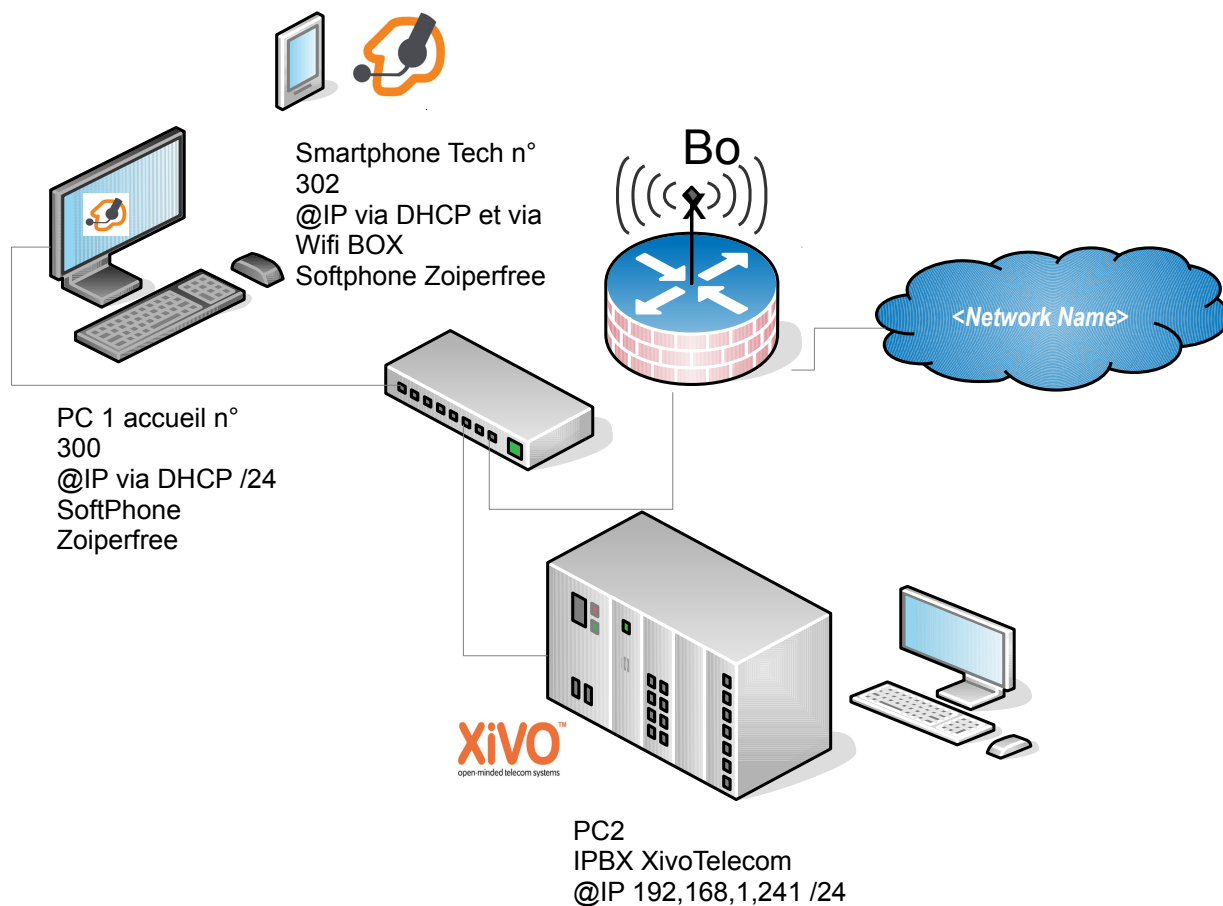 Smartphone Tech n°
302
@IP via DHCP et via
Wifi BOX
Softphone Zoiperfree
Bo
x
<Network Name>
PC 1 accueil n°
300
@IP via DHCP /24
SoftPhone
Zoiperfree
XiVO™
open-minded telecom systems
PC2
IPBX XivoTelecom
@IP 192,168,1,241 /24